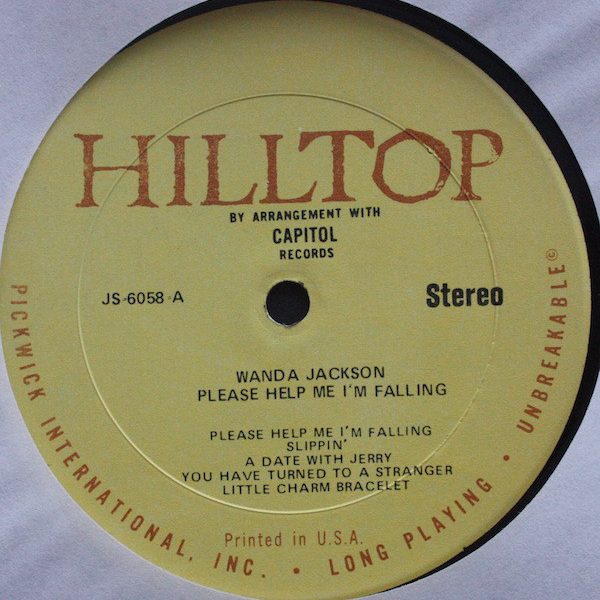 HILLTOP
BY ARRANGEMENT WITH
CAPITOL
RECORDS
JS-6058-A
Stereo
WANDA JACKSON
PLEASE HELP ME I'M FALLING
PLEASE HELP ME I'M FALLING
SLIPPIN'
A DATE WITH JERRY
YOU HAVE TURNED TO A STRANGER
LITTLE CHARM BRACELET
Printed in U.S.A.
PICKWICK INTERNATIONAL, INC. • LONG PLAYING • UNBREAKABLE ©